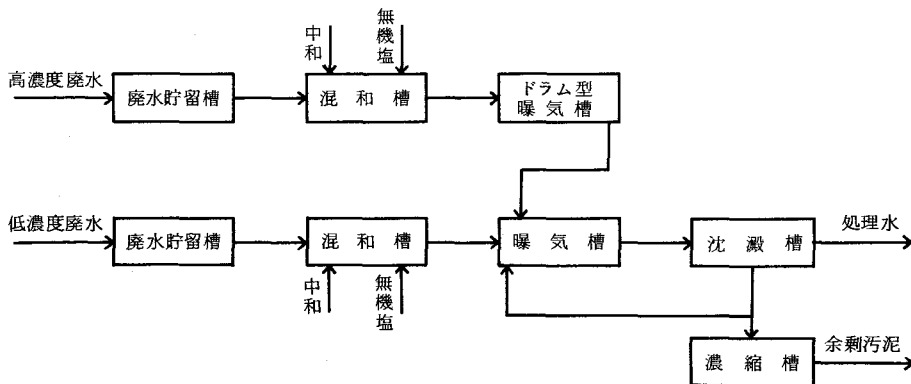 中和
無機塩
高濃度廃水
廃水貯留槽
混和槽
ドラム型
曝気槽
低濃度廃水
廃水貯留槽
混和槽
曝気槽
沈澱槽
処理水
中和
無機塩
濃縮槽
余剰汚泥